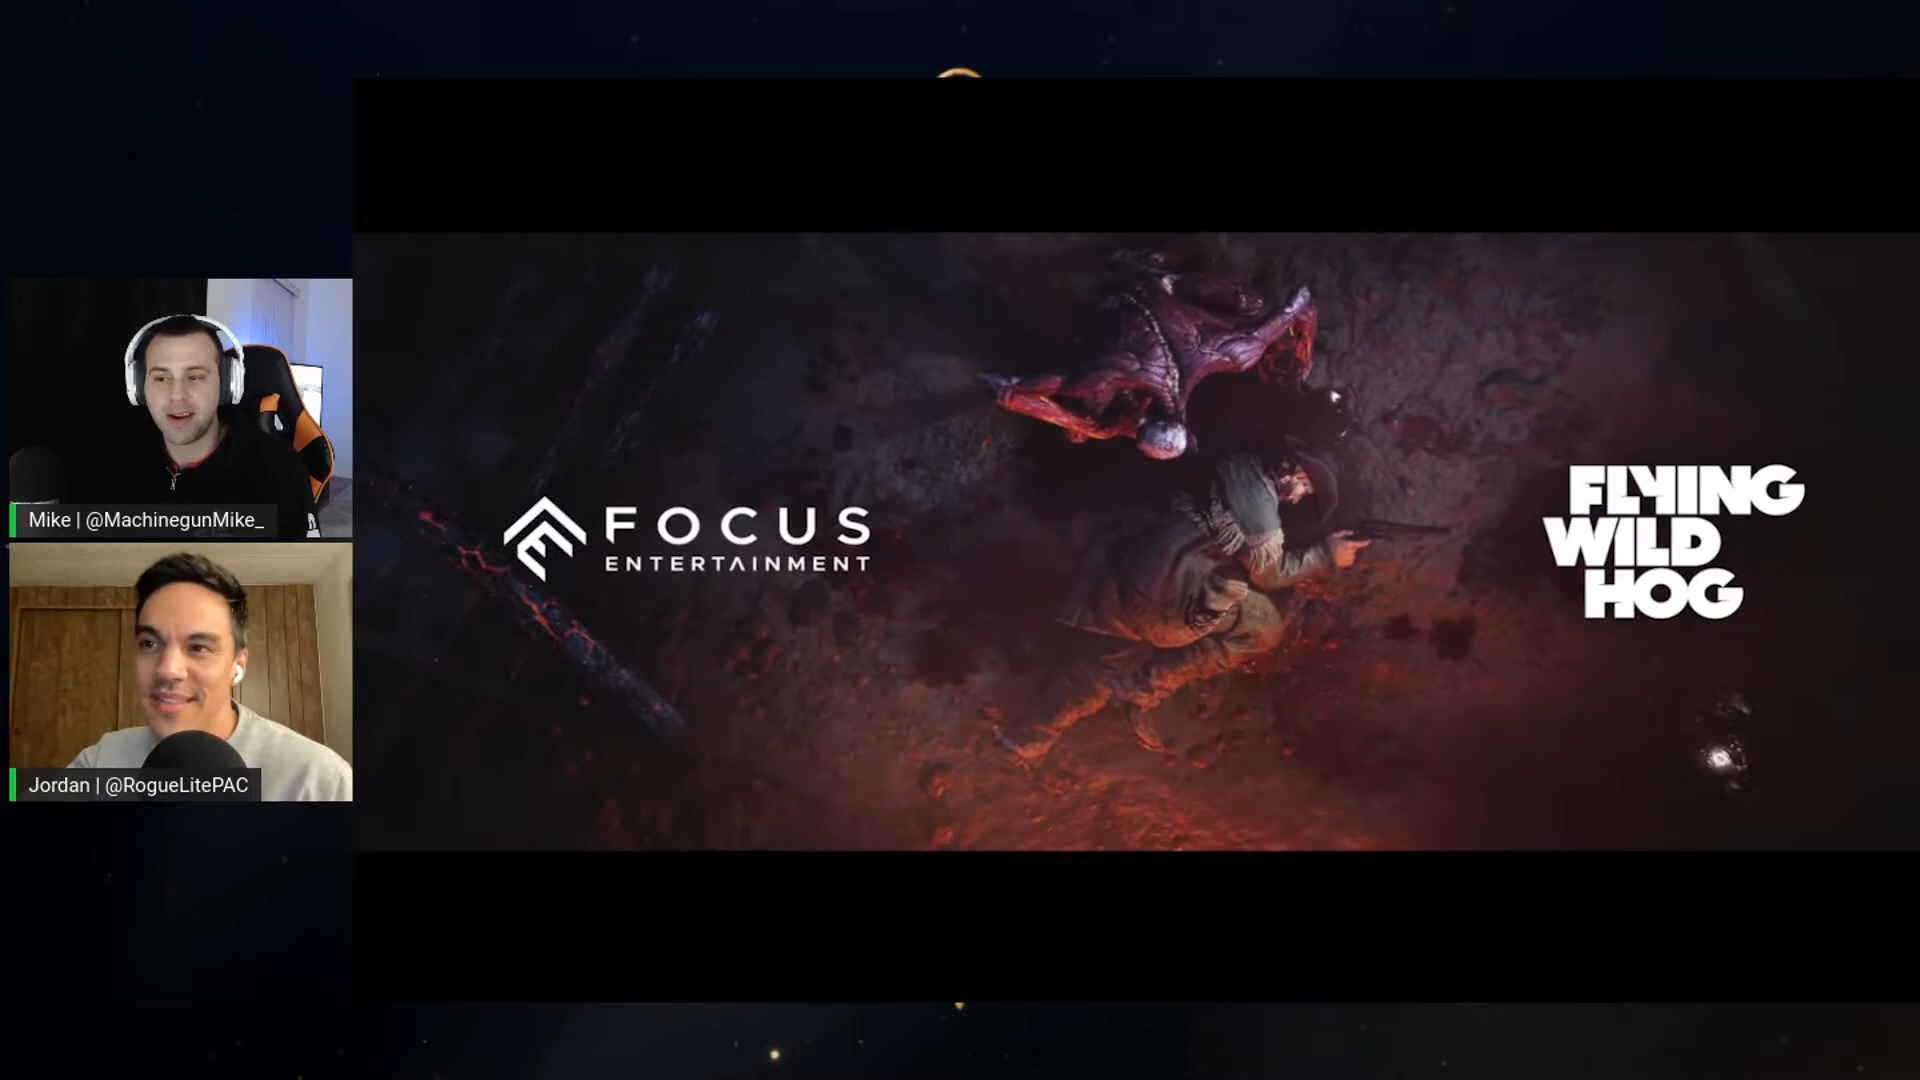 Mike | @MachinegunMike_
Jordan | @RogueLitePAC
FOCUS
ENTERTAINMENT
FLYING
WILD
HOG